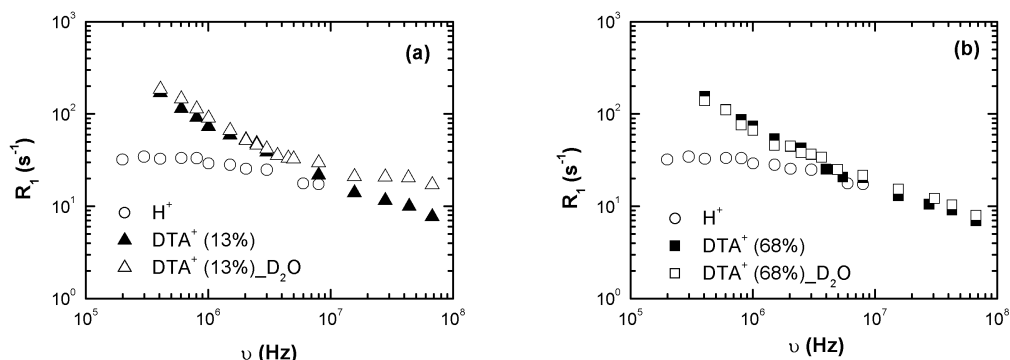 (a)
R₁ (s⁻¹)
10³
10²
10¹
10⁰
H⁺
DTA⁺ (13%)
DTA⁺ (13%)_D₂O
10⁵ 10⁶ 10⁷ 10⁸
υ (Hz)
(b)
R₁ (s⁻¹)
10³
10²
10¹
10⁰
H⁺
DTA⁺ (68%)
DTA⁺ (68%)_D₂O
10⁵ 10⁶ 10⁷ 10⁸
υ (Hz)